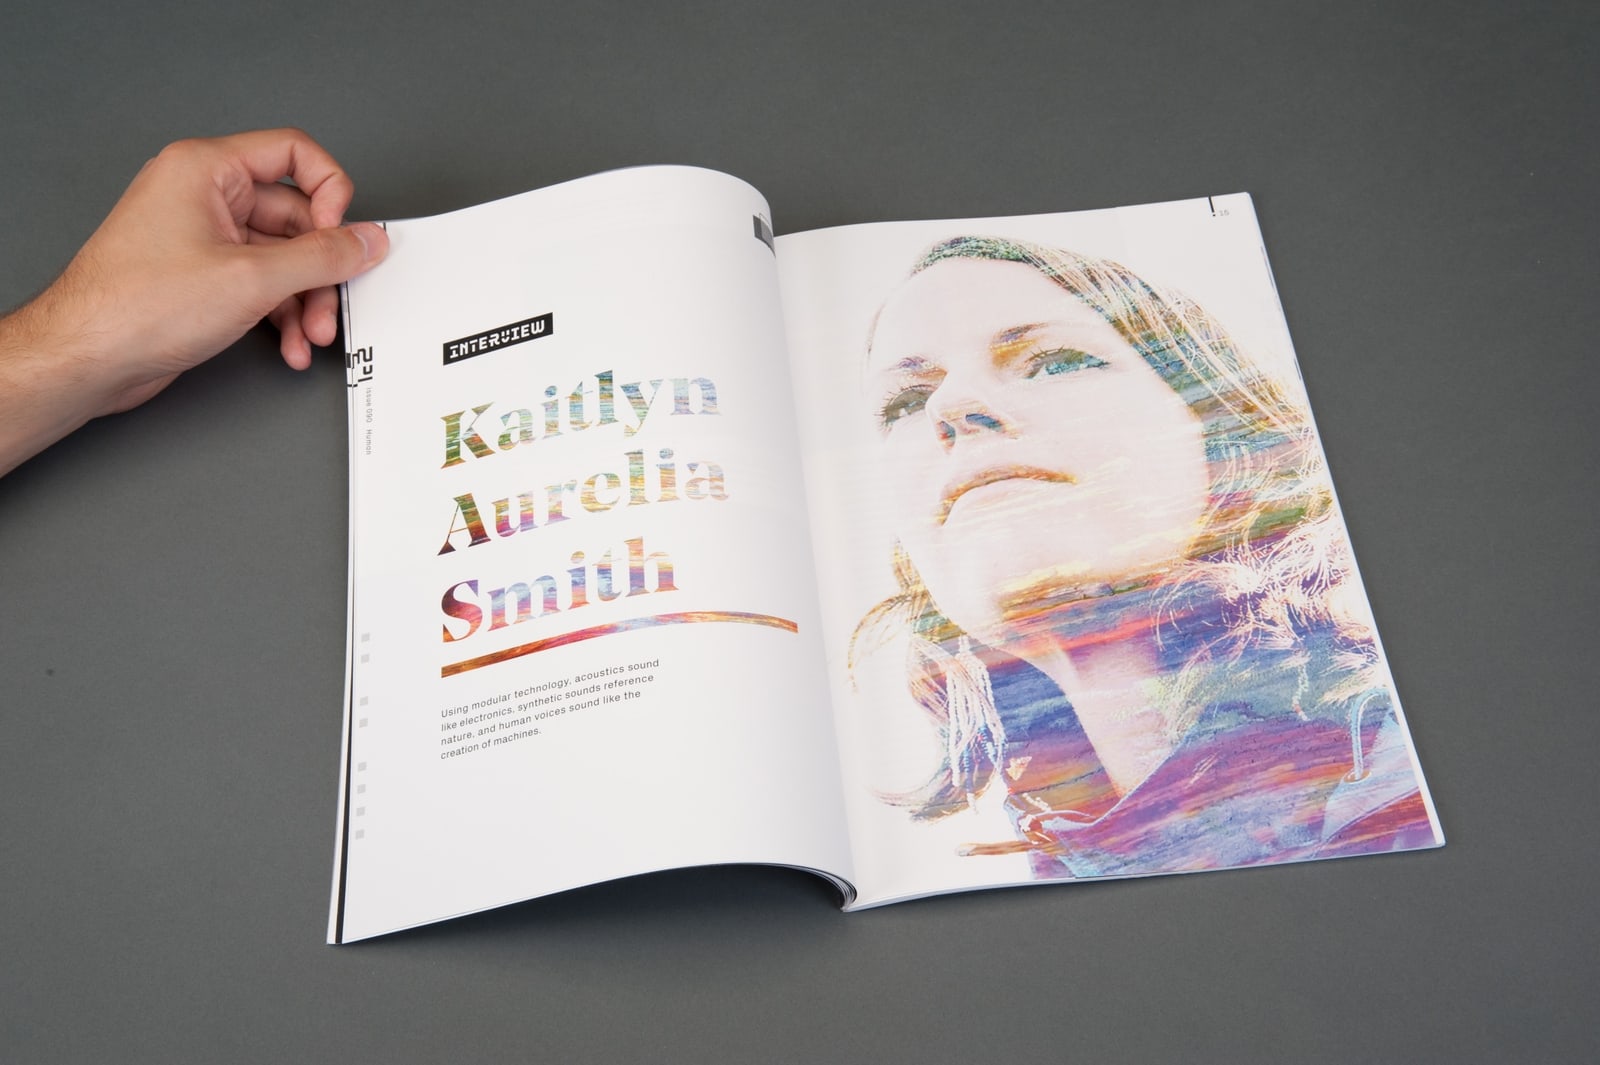 INTERVIEW
Kaitlyn
Aurelia
Smith
Using modular technology, acoustics sound
like electronics, synthetic sounds reference
nature, and human voices sound like the
creation of machines.
issue 090 Human
15